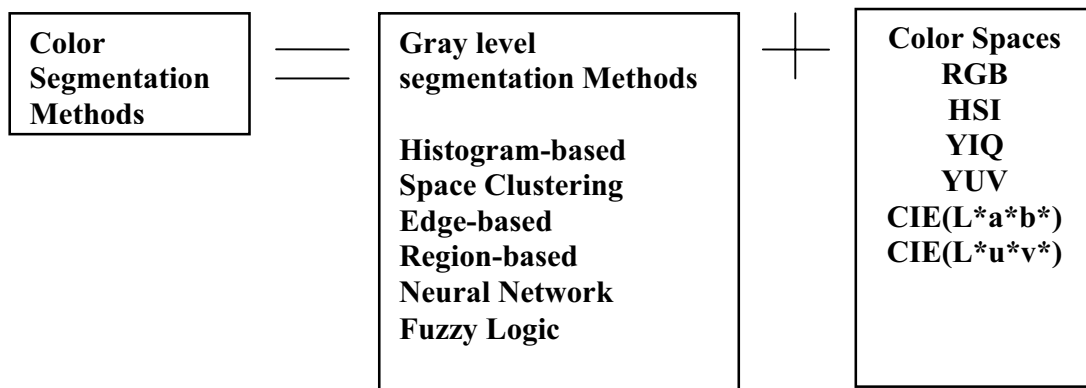 Color
Segmentation
Methods
Gray level
segmentation Methods
Histogram-based
Space Clustering
Edge-based
Region-based
Neural Network
Fuzzy Logic
Color Spaces
RGB
HSI
YIQ
YUV
CIE(L*a*b*)
CIE(L*u*v*)